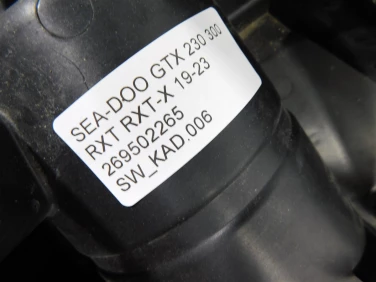 SEA-DOO GTX 230 300
RXT RXT-X 19-23
269502265
SW_KAD.006